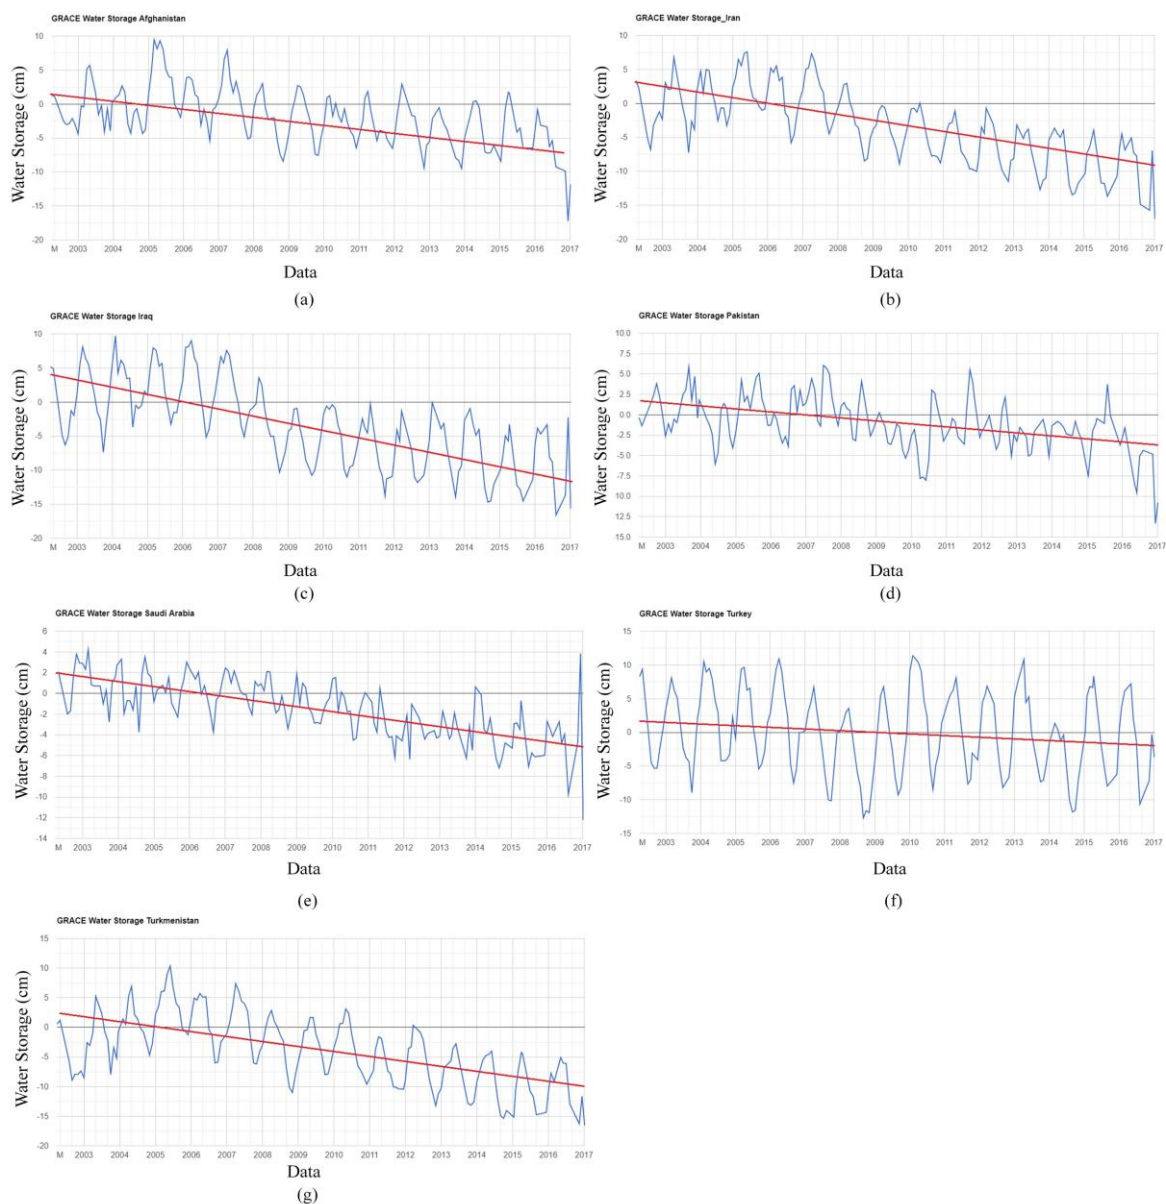 GRACE Water Storage Afghanistan
Water Storage (cm)
10
5
0
-5
-10
-15
-20
M 2003 2004 2005 2006 2007 2008 2009 2010 2011 2012 2013 2014 2015 2016 2017
Data
(a)
GRACE Water Storage_Iran
Water Storage (cm)
10
5
0
-5
-10
-15
-20
M 2003 2004 2005 2006 2007 2008 2009 2010 2011 2012 2013 2014 2015 2016 2017
Data
(b)
GRACE Water Storage Iraq
Water Storage (cm)
10
5
0
-5
-10
-15
-20
M 2003 2004 2005 2006 2007 2008 2009 2010 2011 2012 2013 2014 2015 2016 2017
Data
(c)
GRACE Water Storage Pakistan
Water Storage (cm)
10.0
7.5
5.0
2.5
0.0
-2.5
-5.0
-7.5
10.0
12.5
15.0
M 2003 2004 2005 2006 2007 2008 2009 2010 2011 2012 2013 2014 2015 2016 2017
Data
(d)
GRACE Water Storage Saudi Arabia
Water Storage (cm)
6
4
2
0
-2
-4
-6
-8
-10
-12
-14
M 2003 2004 2005 2006 2007 2008 2009 2010 2011 2012 2013 2014 2015 2016 2017
Data
(e)
GRACE Water Storage Turkey
Water Storage (cm)
15
10
5
0
-5
-10
-15
M 2003 2004 2005 2006 2007 2008 2009 2010 2011 2012 2013 2014 2015 2016 2017
Data
(f)
GRACE Water Storage Turkmenistan
Water Storage (cm)
15
10
5
0
-5
-10
-15
-20
M 2003 2004 2005 2006 2007 2008 2009 2010 2011 2012 2013 2014 2015 2016 2017
Data
(g)